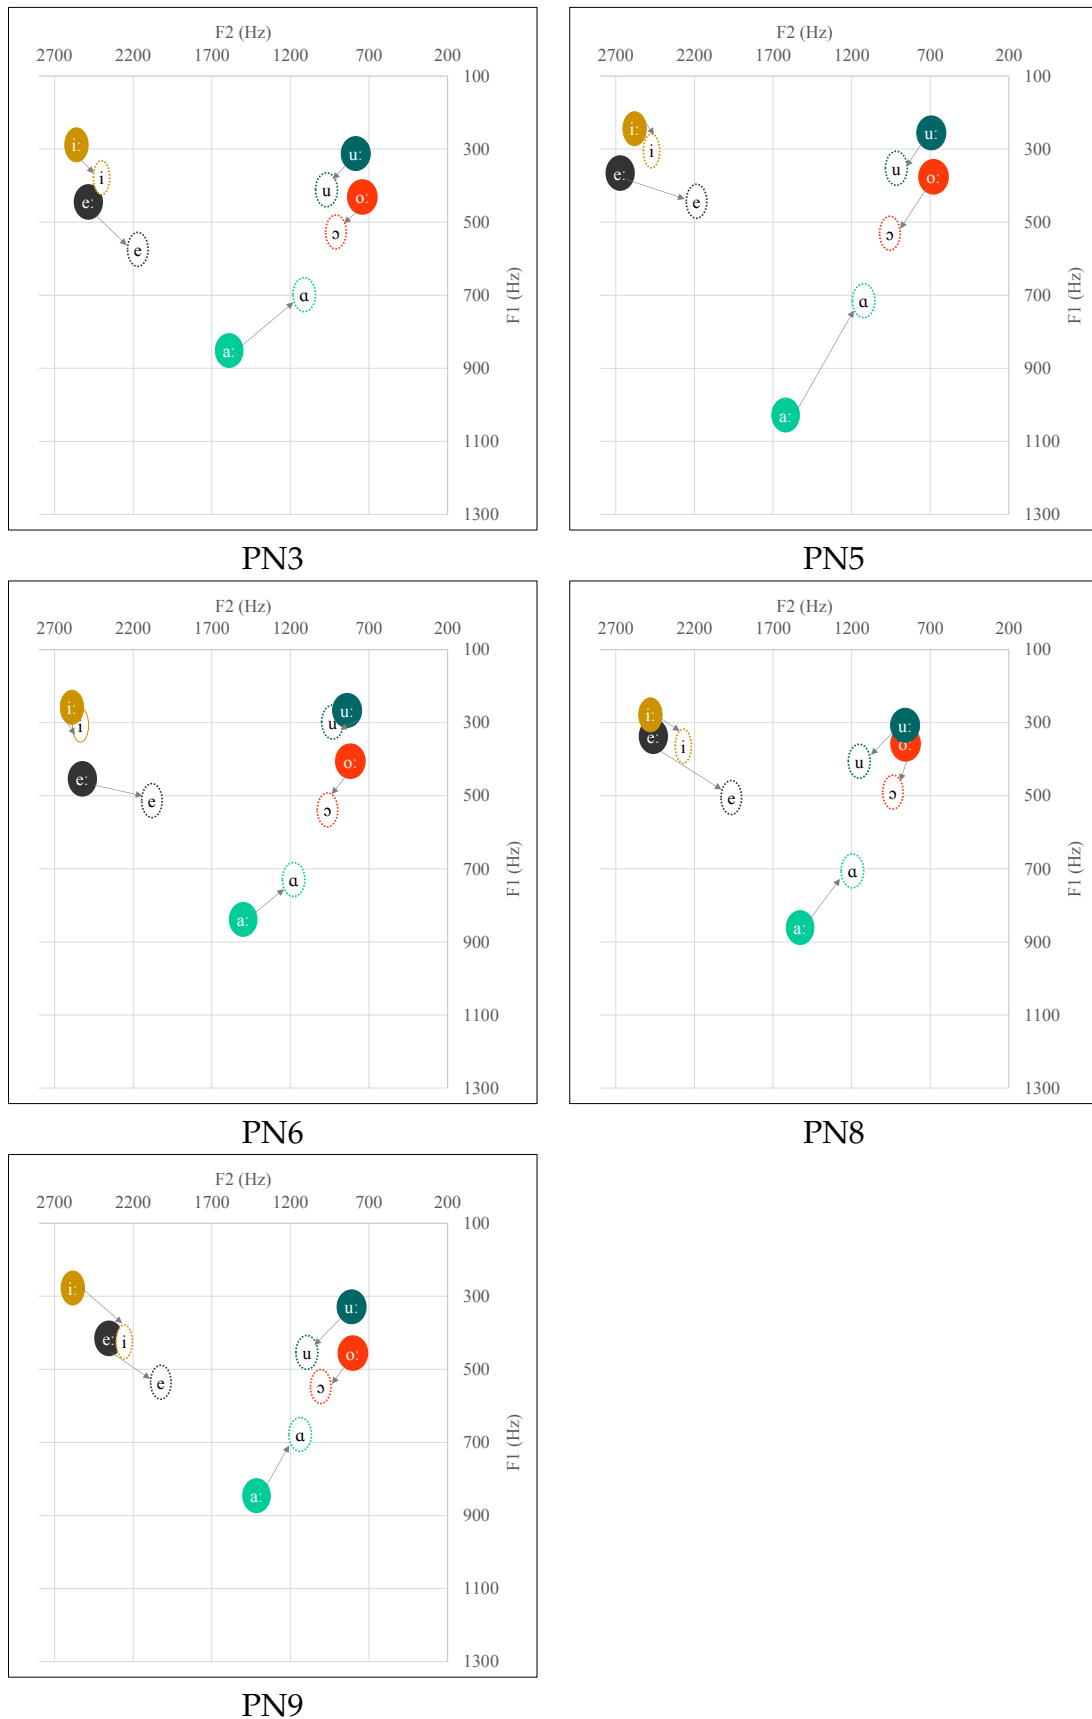 F2 (Hz)
2700 2200 1700 1200 700 200
100
300
500
700
900
1100
1300
F1 (Hz)
iː
i
eː
e
uː
u
oː
ɔ
ɑ
aː
PN3
F2 (Hz)
2700 2200 1700 1200 700 200
100
300
500
700
900
1100
1300
F1 (Hz)
iː
i
eː
e
uː
u
oː
ɔ
ɑ
aː
PN5
F2 (Hz)
2700 2200 1700 1200 700 200
100
300
500
700
900
1100
1300
F1 (Hz)
iː
i
eː
e
uː
u
oː
ɔ
ɑ
aː
PN6
F2 (Hz)
2700 2200 1700 1200 700 200
100
300
500
700
900
1100
1300
F1 (Hz)
iː
i
eː
e
uː
u
oː
ɔ
ɑ
aː
PN8
F2 (Hz)
2700 2200 1700 1200 700 200
100
300
500
700
900
1100
1300
F1 (Hz)
iː
i
eː
e
uː
u
oː
ɔ
ɑ
aː
PN9